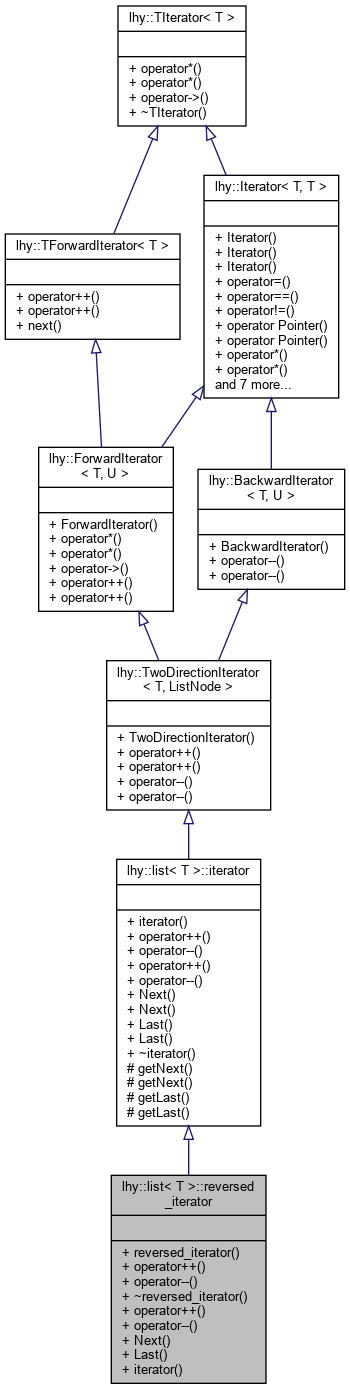 lhy::TIterator< T >
+ operator*()
+ operator*()
+ operator->()
+ ~TIterator()
lhy::Iterator< T, T >
+ Iterator()
+ Iterator()
+ Iterator()
+ operator=()
+ operator==()
+ operator!=()
+ operator Pointer()
+ operator Pointer()
+ operator*()
+ operator*()
and 7 more...
lhy::TForwardIterator< T >
+ operator++()
+ operator++()
+ next()
lhy::ForwardIterator
< T, U >
+ ForwardIterator()
+ operator*()
+ operator*()
+ operator->()
+ operator++()
+ operator++()
lhy::BackwardIterator
< T, U >
+ BackwardIterator()
+ operator--()
+ operator--()
lhy::TwoDirectionIterator
< T, ListNode >
+ TwoDirectionIterator()
+ operator++()
+ operator++()
+ operator--()
+ operator--()
lhy::list< T >::iterator
+ iterator()
+ operator++()
+ operator--()
+ operator++()
+ operator--()
+ Next()
+ Next()
+ Last()
+ Last()
+ ~iterator()
# getNext()
# getNext()
# getLast()
# getLast()
lhy::list< T >::reversed
_iterator
+ reversed_iterator()
+ operator++()
+ operator--()
+ ~reversed_iterator()
+ operator++()
+ operator--()
+ Next()
+ Last()
+ iterator()